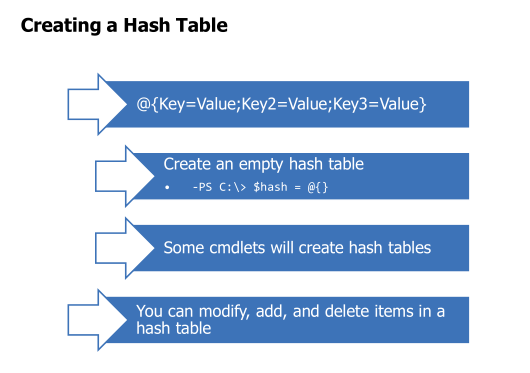 Creating a Hash Table
@{Key=Value;Key2=Value;Key3=Value}
Create an empty hash table
• -PS C:\> $hash = @{}
Some cmdlets will create hash tables
You can modify, add, and delete items in a
hash table